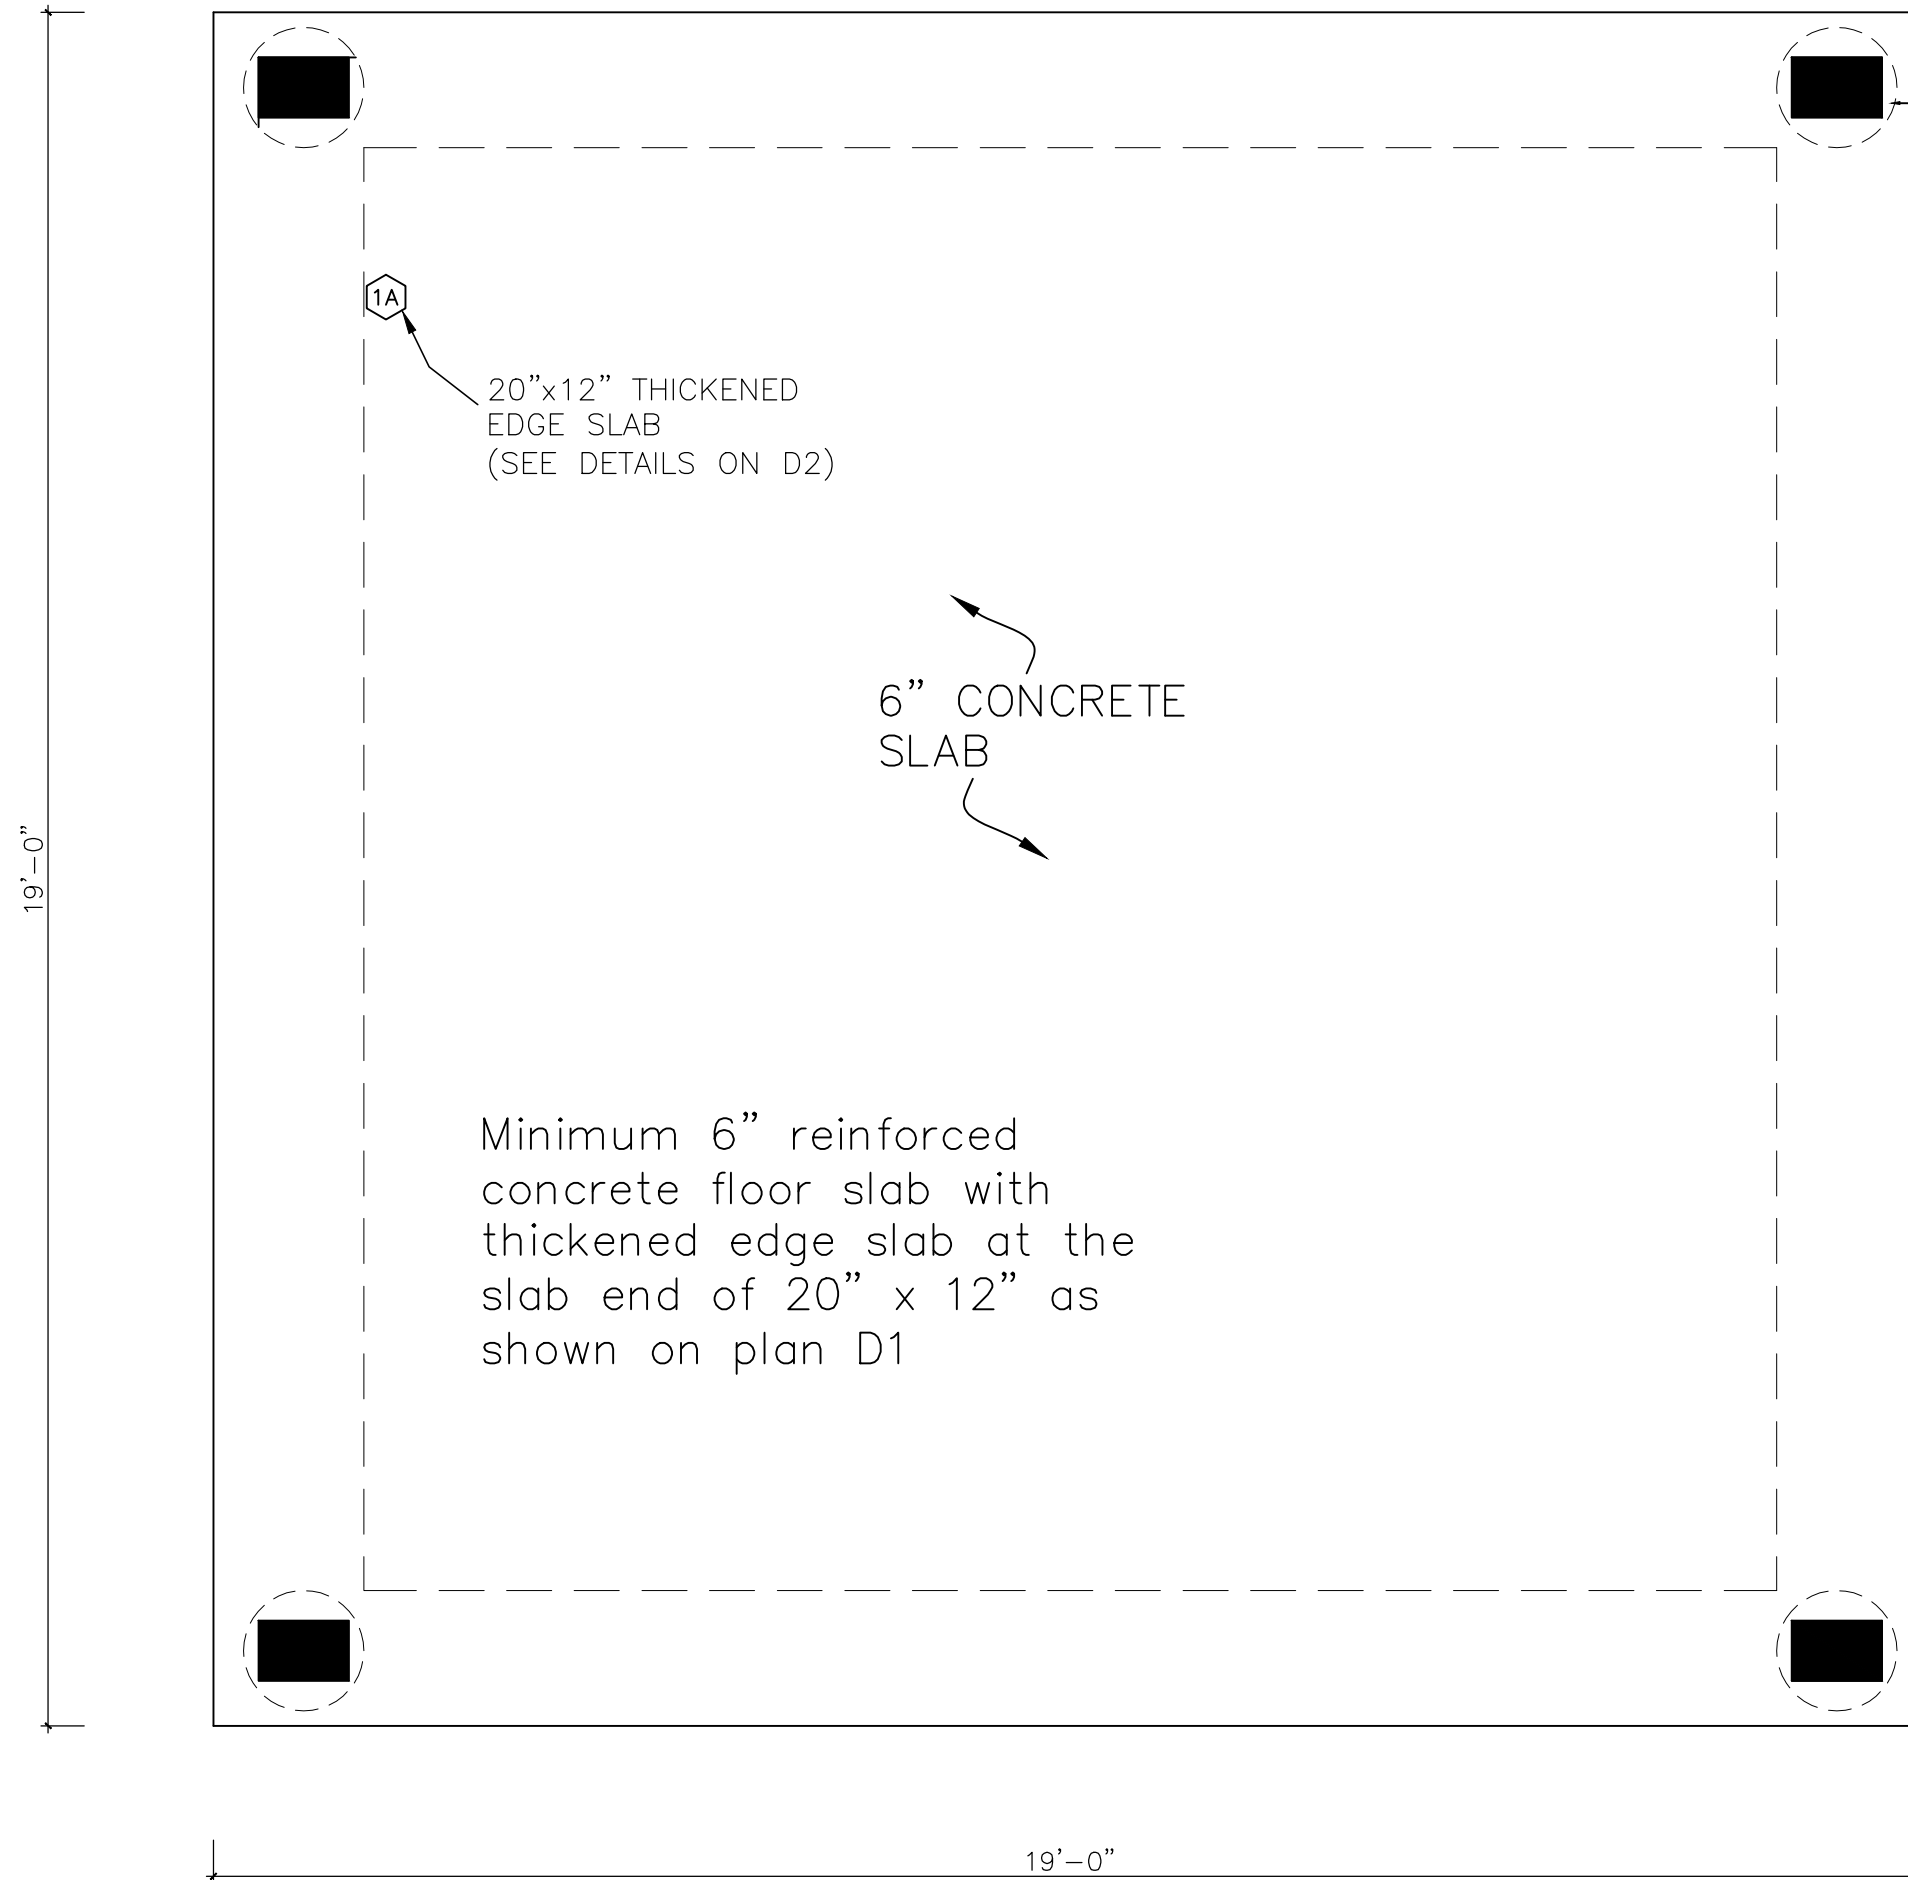 1A
20”x12” THICKENED
EDGE SLAB
(SEE DETAILS ON D2)
6” CONCRETE
SLAB
19’-0”
Minimum 6” reinforced
concrete floor slab with
thickened edge slab at the
slab end of 20” x 12” as
shown on plan D1
19’-0”